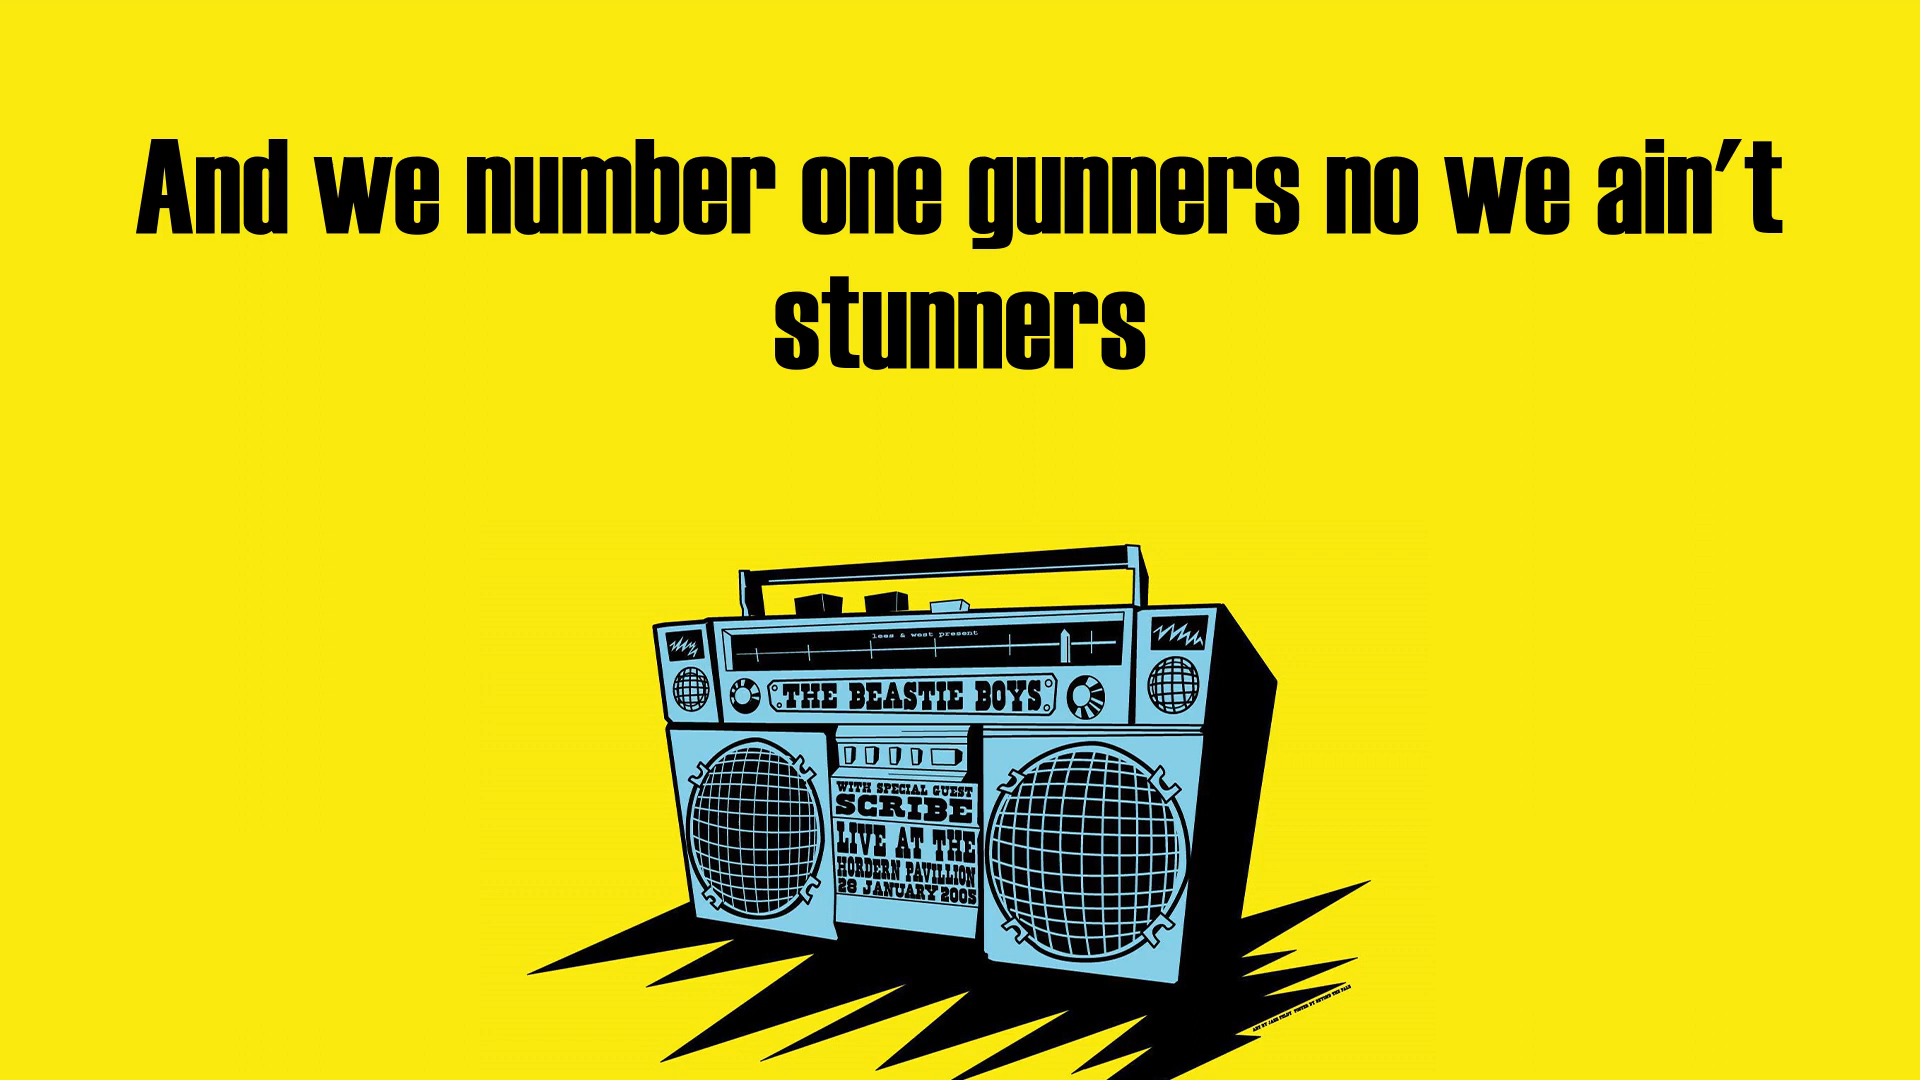 And we number one gunners no we ain't
stunners
lees & west present
THE BEASTIE BOYS
WITH SPECIAL GUEST
SCRIBE
LIVE AT THE
HORDERN PAVILLION
28 JANUARY 2005